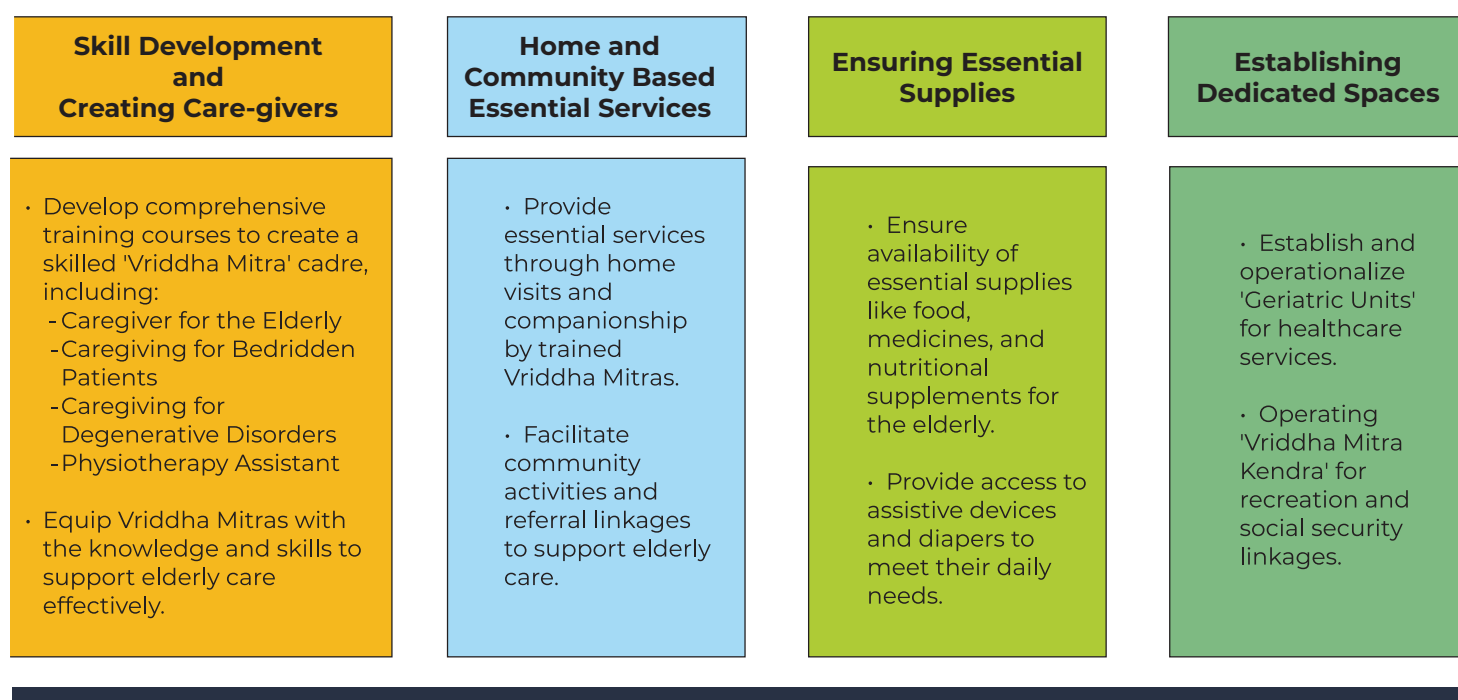 Skill Development
and
Creating Care-givers
· Develop comprehensive
training courses to create a
skilled 'Vriddha Mitra' cadre,
including:
- Caregiver for the Elderly
- Caregiving for Bedridden
Patients
- Caregiving for
Degenerative Disorders
- Physiotherapy Assistant
· Equip Vriddha Mitras with
the knowledge and skills to
support elderly care
effectively.
Home and
Community Based
Essential Services
· Provide
essential services
through home
visits and
companionship
by trained
Vriddha Mitras.
· Facilitate
community
activities and
referral linkages
to support elderly
care.
Ensuring Essential
Supplies
· Ensure
availability of
essential supplies
like food,
medicines, and
nutritional
supplements for
the elderly.
· Provide access to
assistive devices
and diapers to
meet their daily
needs.
Establishing
Dedicated Spaces
· Establish and
operationalize
'Geriatric Units'
for healthcare
services.
· Operating
'Vriddha Mitra
Kendra' for
recreation and
social security
linkages.